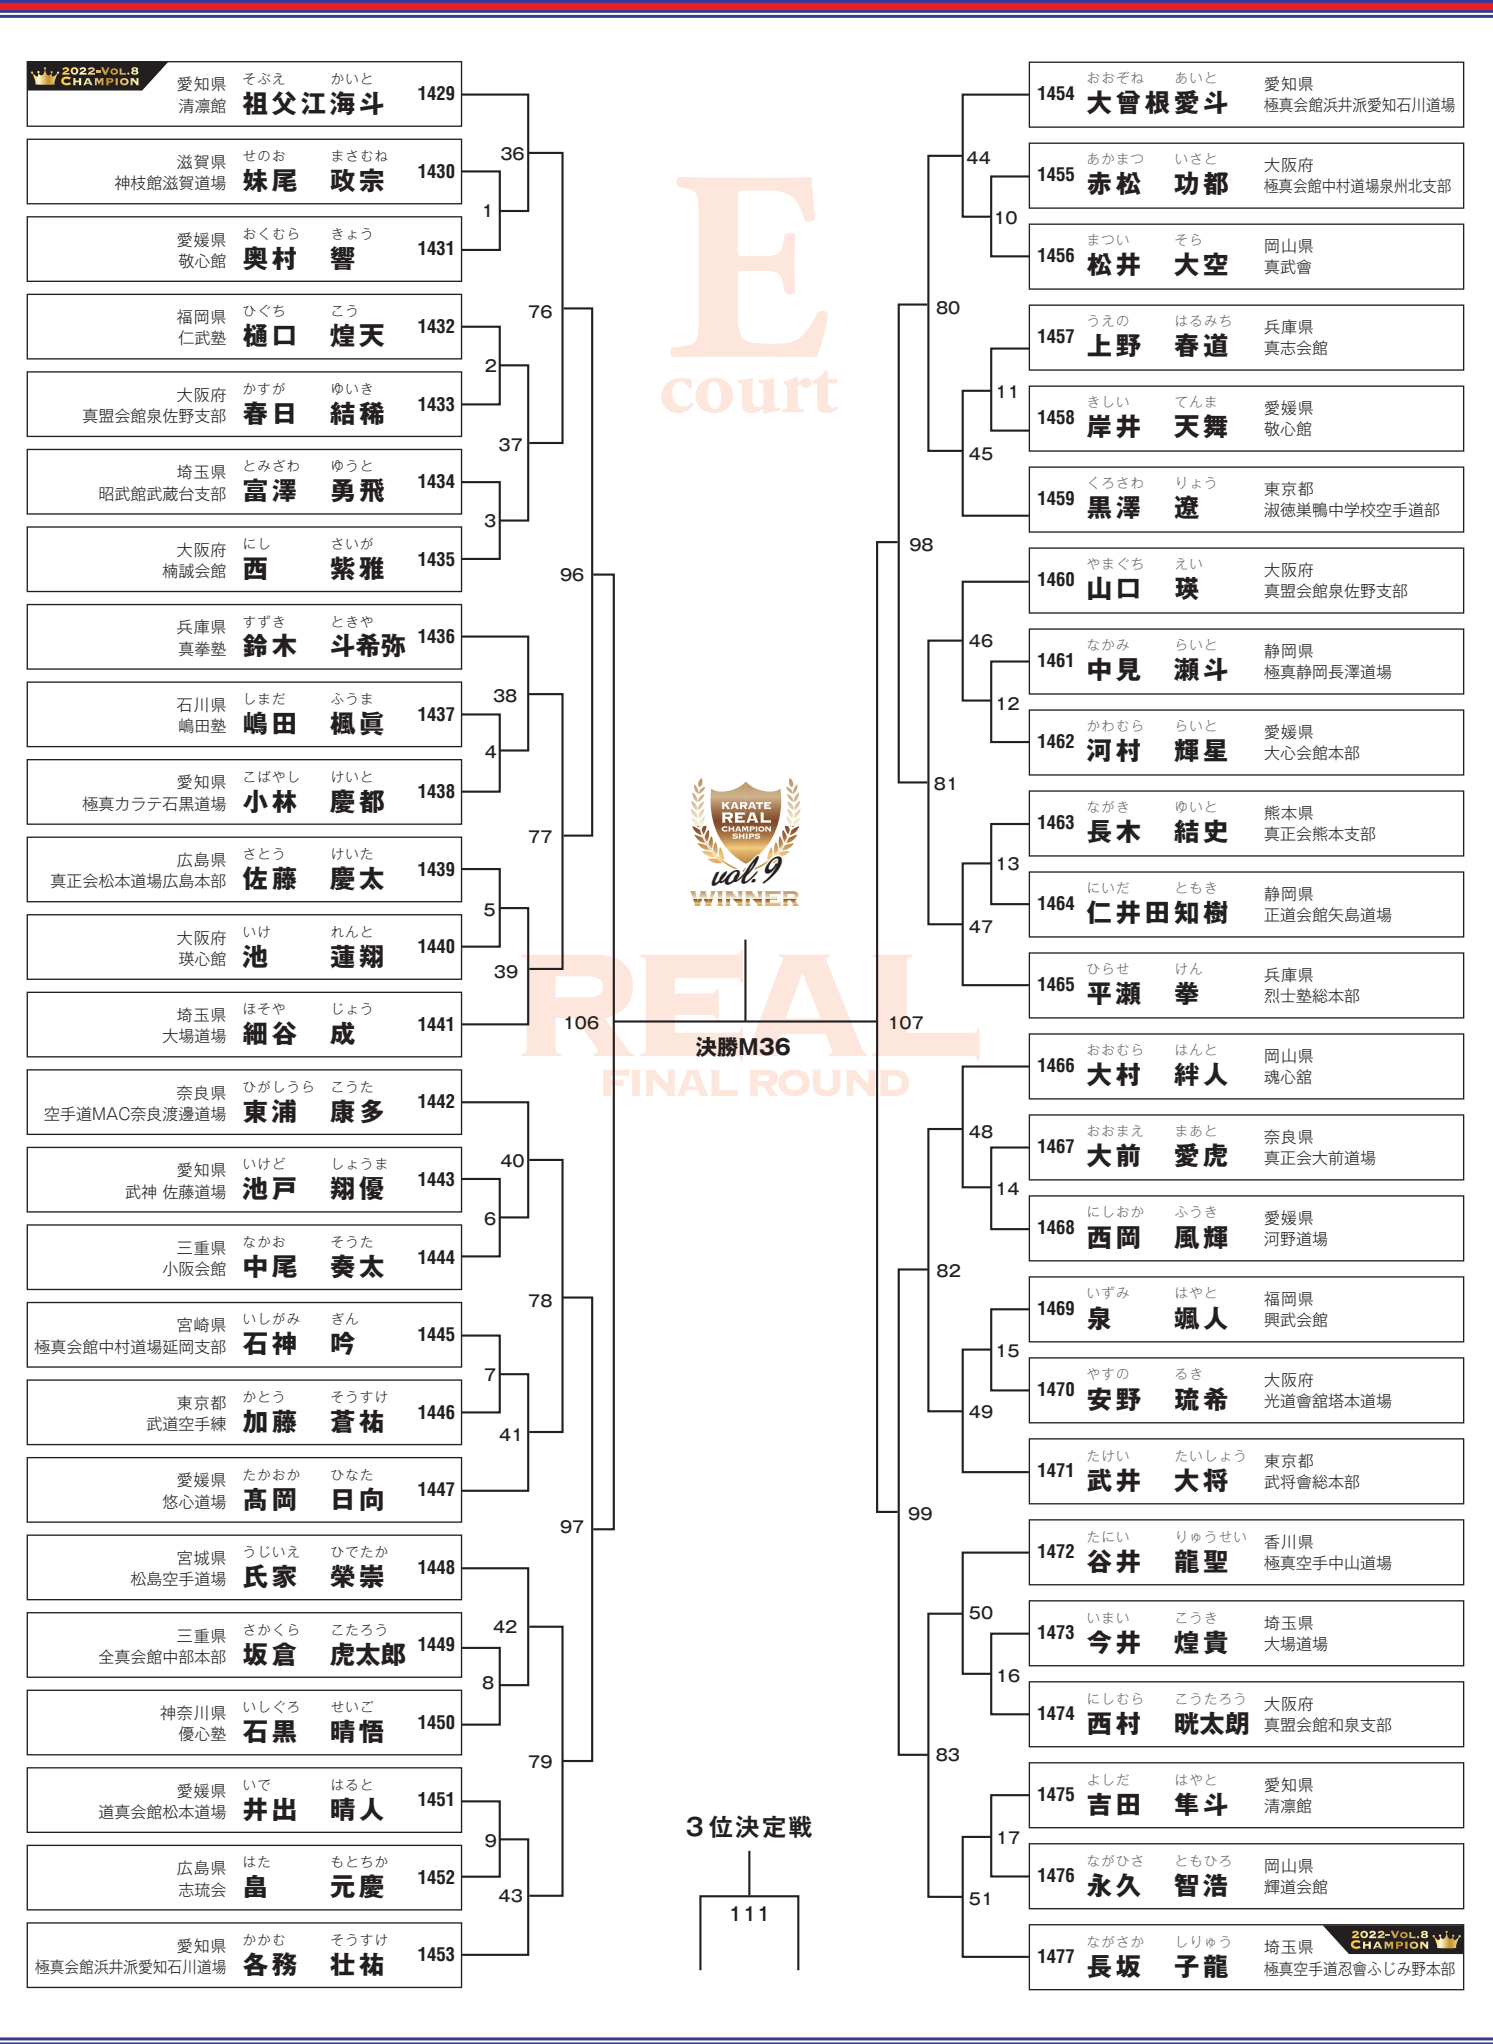 2022-VOL.8
CHAMPION
愛知県
清凛館
そぶえ かいと
祖父江海斗
1429
滋賀県
神枝館滋賀道場
せのお まさむね
妹尾 政宗
1430
愛媛県
敬心館
おくむら きょう
奥村 響
1431
福岡県
仁武塾
ひぐち こう
樋口 煌天
1432
大阪府
真盟会館泉佐野支部
かすが ゆいき
春日 結稀
1433
埼玉県
昭武館武蔵台支部
とみざわ ゆうと
富澤 勇飛
1434
大阪府
楠誠会館
にし さいが
西 紫雅
1435
兵庫県
真拳塾
すずき ときや
鈴木 斗希弥
1436
石川県
嶋田塾
しまだ ふうま
嶋田 楓眞
1437
愛知県
極真カラテ石黒道場
こばやし けいと
小林 慶都
1438
広島県
真正会松本道場広島本部
さとう けいた
佐藤 慶太
1439
大阪府
瑛心館
いけ れんと
池 蓮翔
1440
埼玉県
大場道場
ほそや じょう
細谷 成
1441
奈良県
空手道MAC奈良渡邊道場
ひがしうら こうた
東浦 康多
1442
愛知県
武神 佐藤道場
いけど しょうま
池戸 翔優
1443
三重県
小阪会館
なかお そうた
中尾 奏太
1444
宮崎県
極真会館中村道場延岡支部
いしがみ ぎん
石神 吟
1445
東京都
武道空手練
かとう そうすけ
加藤 蒼祐
1446
愛媛県
悠心道場
たかおか ひなた
髙岡 日向
1447
宮城県
松島空手道場
うじいえ ひでたか
氏家 榮崇
1448
三重県
全真会館中部本部
さかくら こたろう
坂倉 虎太郎
1449
神奈川県
優心塾
いしぐろ せいご
石黒 晴悟
1450
愛媛県
道真会館松本道場
いで はると
井出 晴人
1451
広島県
志琉会
はた もとちか
畠 元慶
1452
愛知県
極真会館浜井派愛知石川道場
かかむ そうすけ
各務 壮祐
1453
36
1
76
2
37
3
96
38
4
77
5
39
106
40
6
78
7
41
97
42
8
79
9
43
E
court
KARATE
REAL
CHAMPION
SHIPS
vol.9
WINNER
REAL
FINAL ROUND
決勝M36
3位決定戦
111
44
10
80
11
45
98
46
12
81
13
47
107
48
14
82
15
49
99
50
16
83
17
51
1454
おおぞね あいと
大曾根愛斗
愛知県
極真会館浜井派愛知石川道場
1455
あかまつ いさと
赤松 功都
大阪府
極真会館中村道場泉州北支部
1456
まつい そら
松井 大空
岡山県
真武會
1457
うえの はるみち
上野 春道
兵庫県
真志会館
1458
きしい てんま
岸井 天舞
愛媛県
敬心館
1459
くろさわ りょう
黒澤 遼
東京都
淑徳巣鴨中学校空手道部
1460
やまぐち えい
山口 瑛
大阪府
真盟会館泉佐野支部
1461
なかみ らいと
中見 瀬斗
静岡県
極真静岡長澤道場
1462
かわむら らいと
河村 輝星
愛媛県
大心会館本部
1463
ながき ゆいと
長木 結史
熊本県
真正会熊本支部
1464
にいだ ともき
仁井田知樹
静岡県
正道会館矢島道場
1465
ひらせ けん
平瀬 拳
兵庫県
烈士塾総本部
1466
おおむら はんと
大村 絆人
岡山県
魂心舘
1467
おおまえ まあと
大前 愛虎
奈良県
真正会大前道場
1468
にしおか ふうき
西岡 風輝
愛媛県
河野道場
1469
いずみ はやと
泉 颯人
福岡県
興武会館
1470
やすの るき
安野 琉希
大阪府
光道會舘塔本道場
1471
たけい たいしょう
武井 大将
東京都
武将會総本部
1472
たにい りゅうせい
谷井 龍聖
香川県
極真空手中山道場
1473
いまい こうき
今井 煌貴
埼玉県
大場道場
1474
にしむら こうたろう
西村 晄太朗
大阪府
真盟会館和泉支部
1475
よしだ はやと
吉田 隼斗
愛知県
清凛館
1476
ながひさ ともひろ
永久 智浩
岡山県
輝道会館
1477
ながさか しりゅう
長坂 子龍
埼玉県
極真空手道忍會ふじみ野本部
2022-VOL.8
CHAMPION